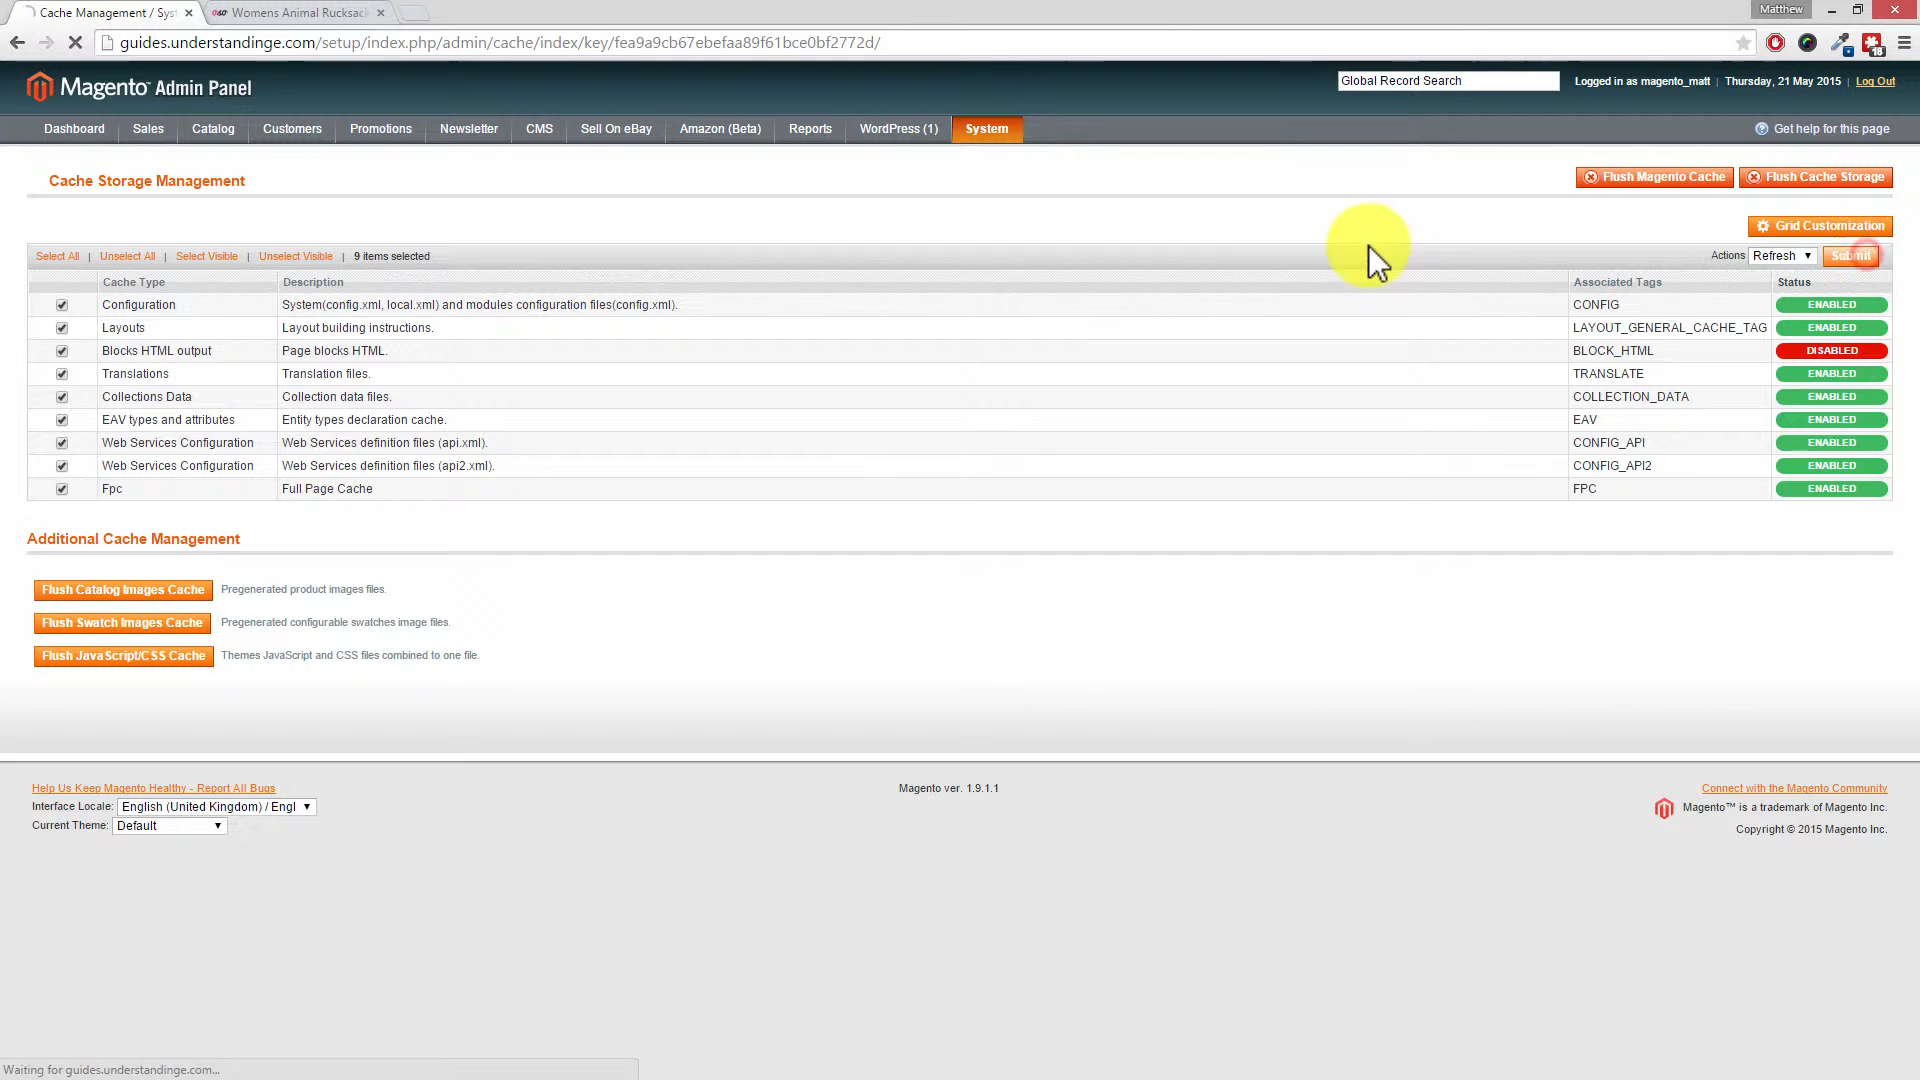 Cache Management / Sys
Womens Animal Rucksack
Matthew
guides.understandinge.com/setup/index.php/admin/cache/index/key/fea9a9cb67ebefaa89f61bce0bf2772d/
18
Magento™ Admin Panel
Global Record Search
Logged in as magento_matt | Thursday, 21 May 2015 | Log Out
Dashboard Sales Catalog Customers Promotions Newsletter CMS Sell On eBay Amazon (Beta) Reports WordPress (1) System
Get help for this page
Cache Storage Management
Flush Magento Cache Flush Cache Storage
Grid Customization
Select All | Unselect All | Select Visible | Unselect Visible | 9 items selected
Actions Refresh Submit
Cache Type Description Associated Tags Status
Configuration System(config.xml, local.xml) and modules configuration files(config.xml). CONFIG ENABLED
Layouts Layout building instructions. LAYOUT_GENERAL_CACHE_TAG ENABLED
Blocks HTML output Page blocks HTML. BLOCK_HTML DISABLED
Translations Translation files. TRANSLATE ENABLED
Collections Data Collection data files. COLLECTION_DATA ENABLED
EAV types and attributes Entity types declaration cache. EAV ENABLED
Web Services Configuration Web Services definition files (api.xml). CONFIG_API ENABLED
Web Services Configuration Web Services definition files (api2.xml). CONFIG_API2 ENABLED
Fpc Full Page Cache FPC ENABLED
Additional Cache Management
Flush Catalog Images Cache Pregenerated product images files.
Flush Swatch Images Cache Pregenerated configurable swatches image files.
Flush JavaScript/CSS Cache Themes JavaScript and CSS files combined to one file.
Help Us Keep Magento Healthy - Report All Bugs
Interface Locale: English (United Kingdom) / Engl
Current Theme: Default
Magento ver. 1.9.1.1
Connect with the Magento Community
Magento™ is a trademark of Magento Inc.
Copyright © 2015 Magento Inc.
Waiting for guides.understandinge.com...